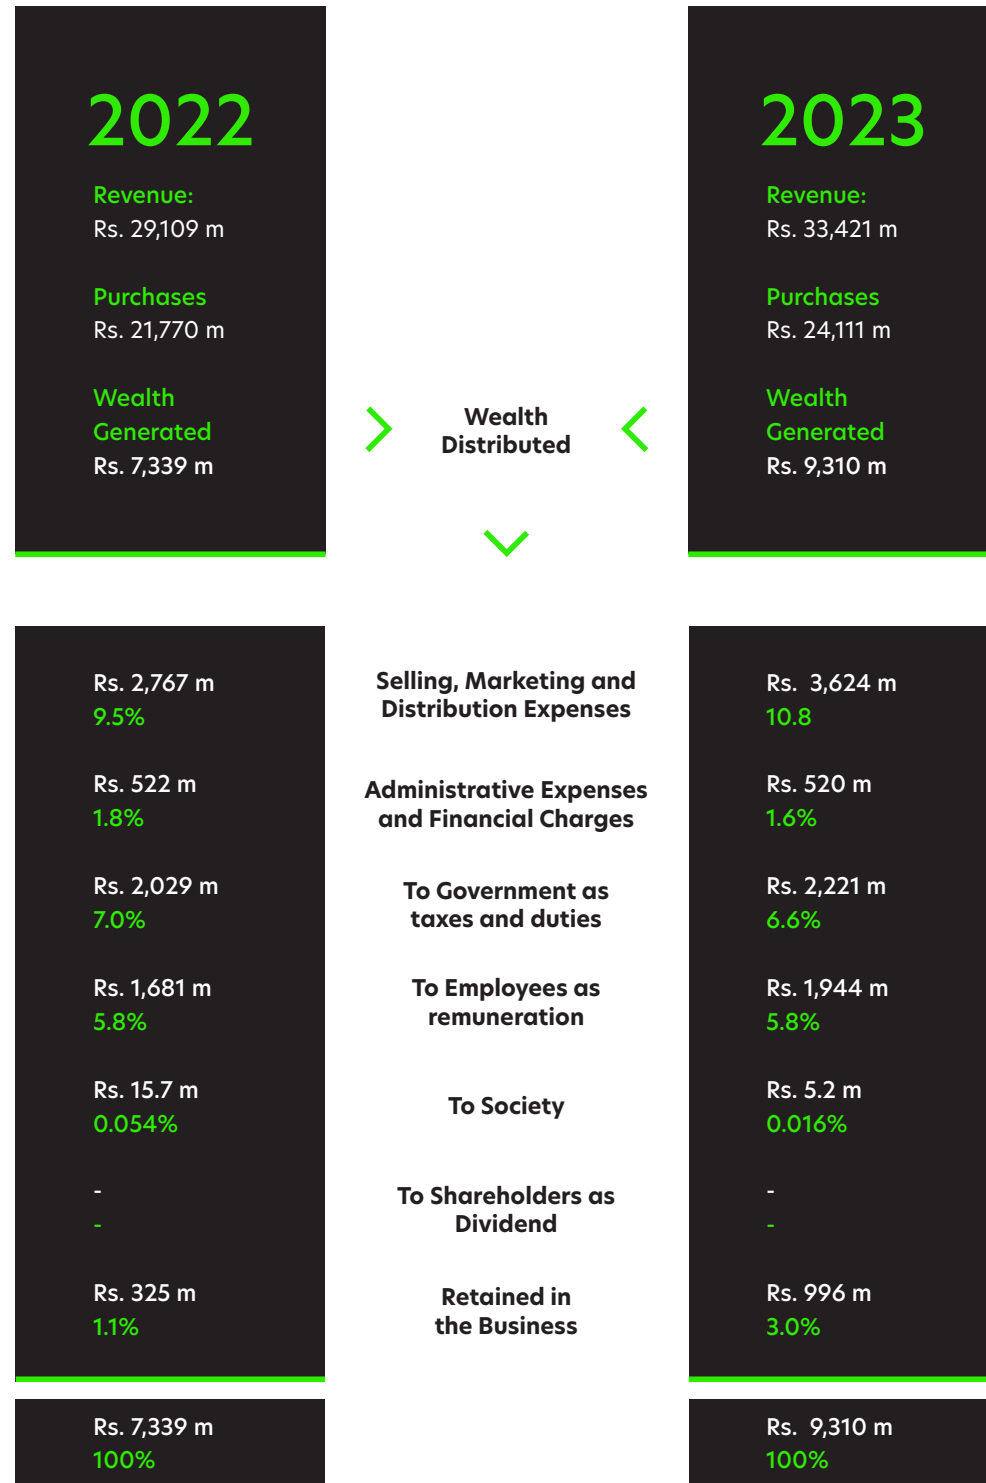 2022
Revenue:
Rs. 29,109 m
Purchases
Rs. 21,770 m
Wealth
Generated
Rs. 7,339 m
Wealth
Distributed
2023
Revenue:
Rs. 33,421 m
Purchases
Rs. 24,111 m
Wealth
Generated
Rs. 9,310 m
Rs. 2,767 m
9.5%
Selling, Marketing and
Distribution Expenses
Rs. 3,624 m
10.8
Rs. 522 m
1.8%
Administrative Expenses
and Financial Charges
Rs. 520 m
1.6%
Rs. 2,029 m
7.0%
To Government as
taxes and duties
Rs. 2,221 m
6.6%
Rs. 1,681 m
5.8%
To Employees as
remuneration
Rs. 1,944 m
5.8%
Rs. 15.7 m
0.054%
To Society
Rs. 5.2 m
0.016%
-
-
To Shareholders as
Dividend
-
-
Rs. 325 m
1.1%
Retained in
the Business
Rs. 996 m
3.0%
Rs. 7,339 m
100%
Rs. 9,310 m
100%